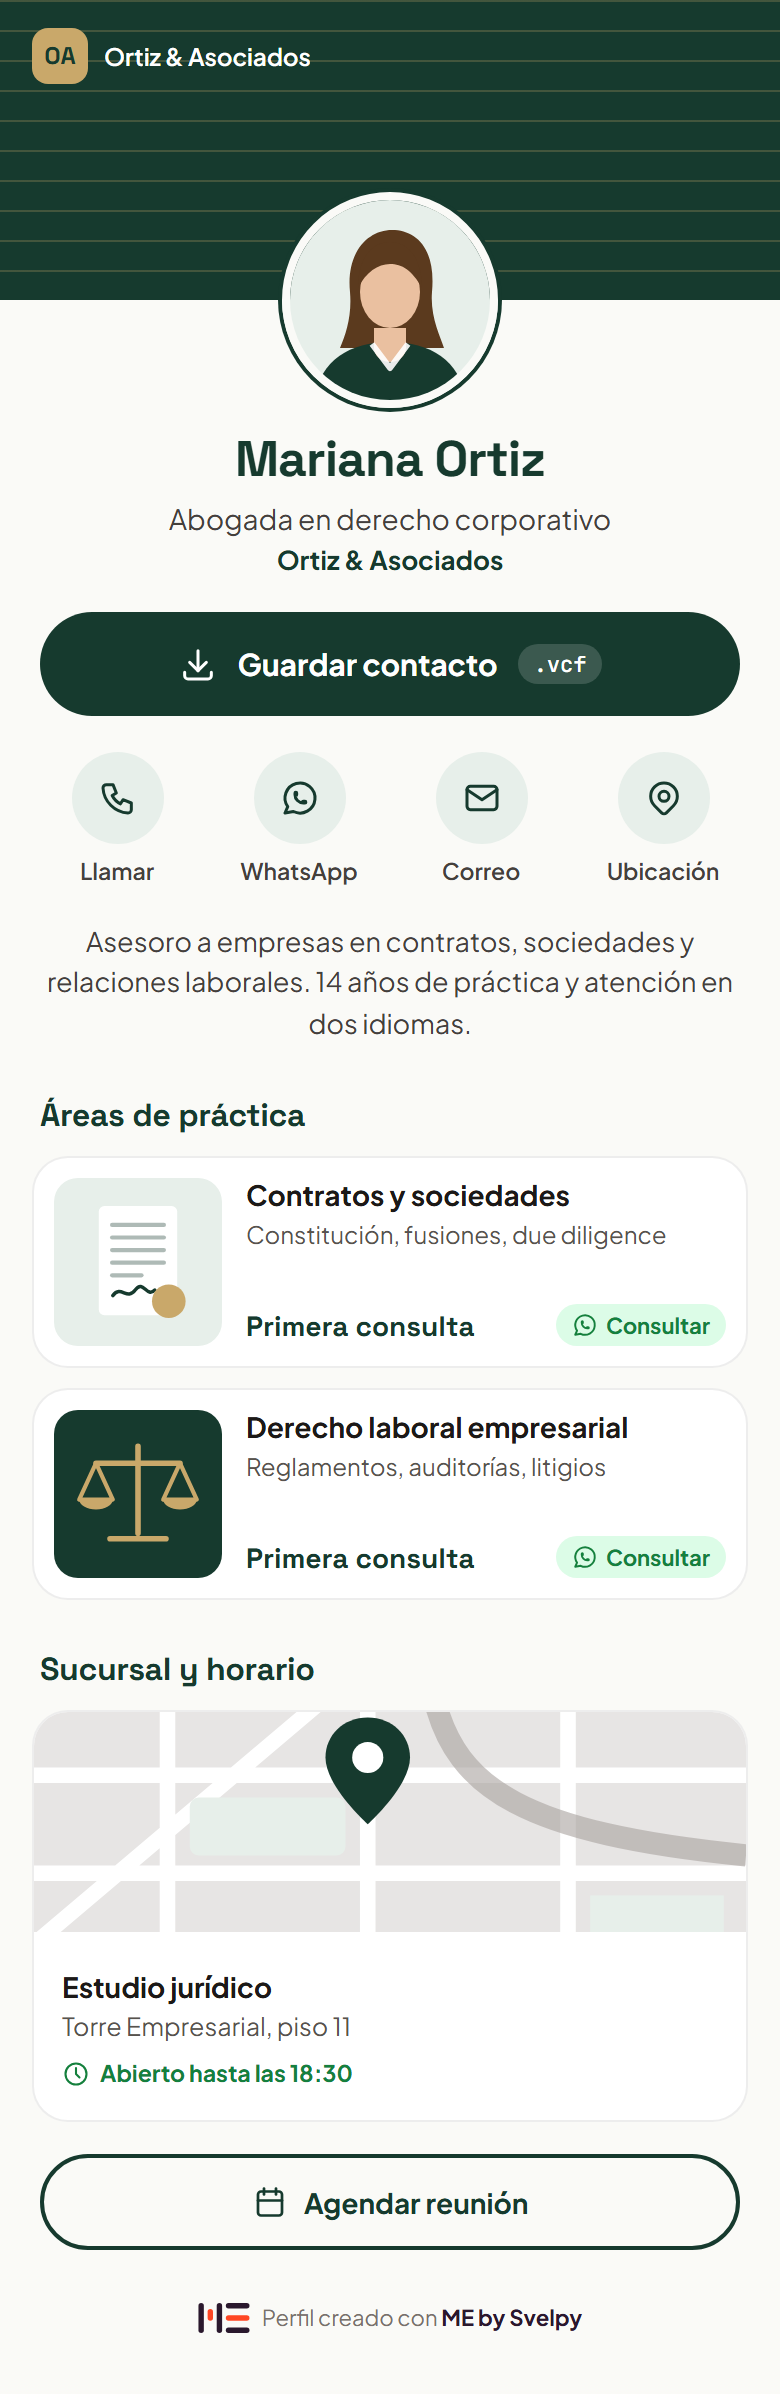 OA
Ortiz & Asociados
Mariana Ortiz
Abogada en derecho corporativo
Ortiz & Asociados
Guardar contacto .vcf
Llamar
WhatsApp
Correo
Ubicación
Asesoro a empresas en contratos, sociedades y
relaciones laborales. 14 años de práctica y atención en
dos idiomas.
Áreas de práctica
Contratos y sociedades
Constitución, fusiones, due diligence
Primera consulta
Consultar
Derecho laboral empresarial
Reglamentos, auditorías, litigios
Primera consulta
Consultar
Sucursal y horario
Estudio jurídico
Torre Empresarial, piso 11
Abierto hasta las 18:30
Agendar reunión
ME Perfil creado con ME by Svelpy